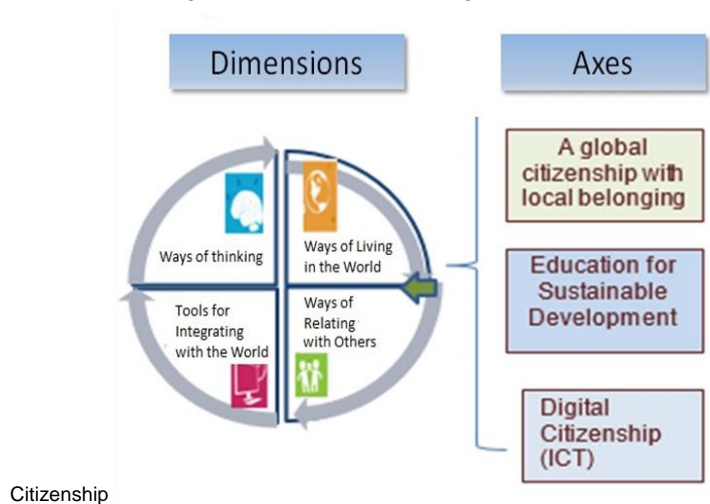 Dimensions
Axes
Ways of thinking
Ways of Living
in the World
Tools for
Integrating
with the World
Ways of
Relating
with Others
A global
citizenship with
local belonging
Education for
Sustainable
Development
Digital
Citizenship
(ICT)
Citizenship